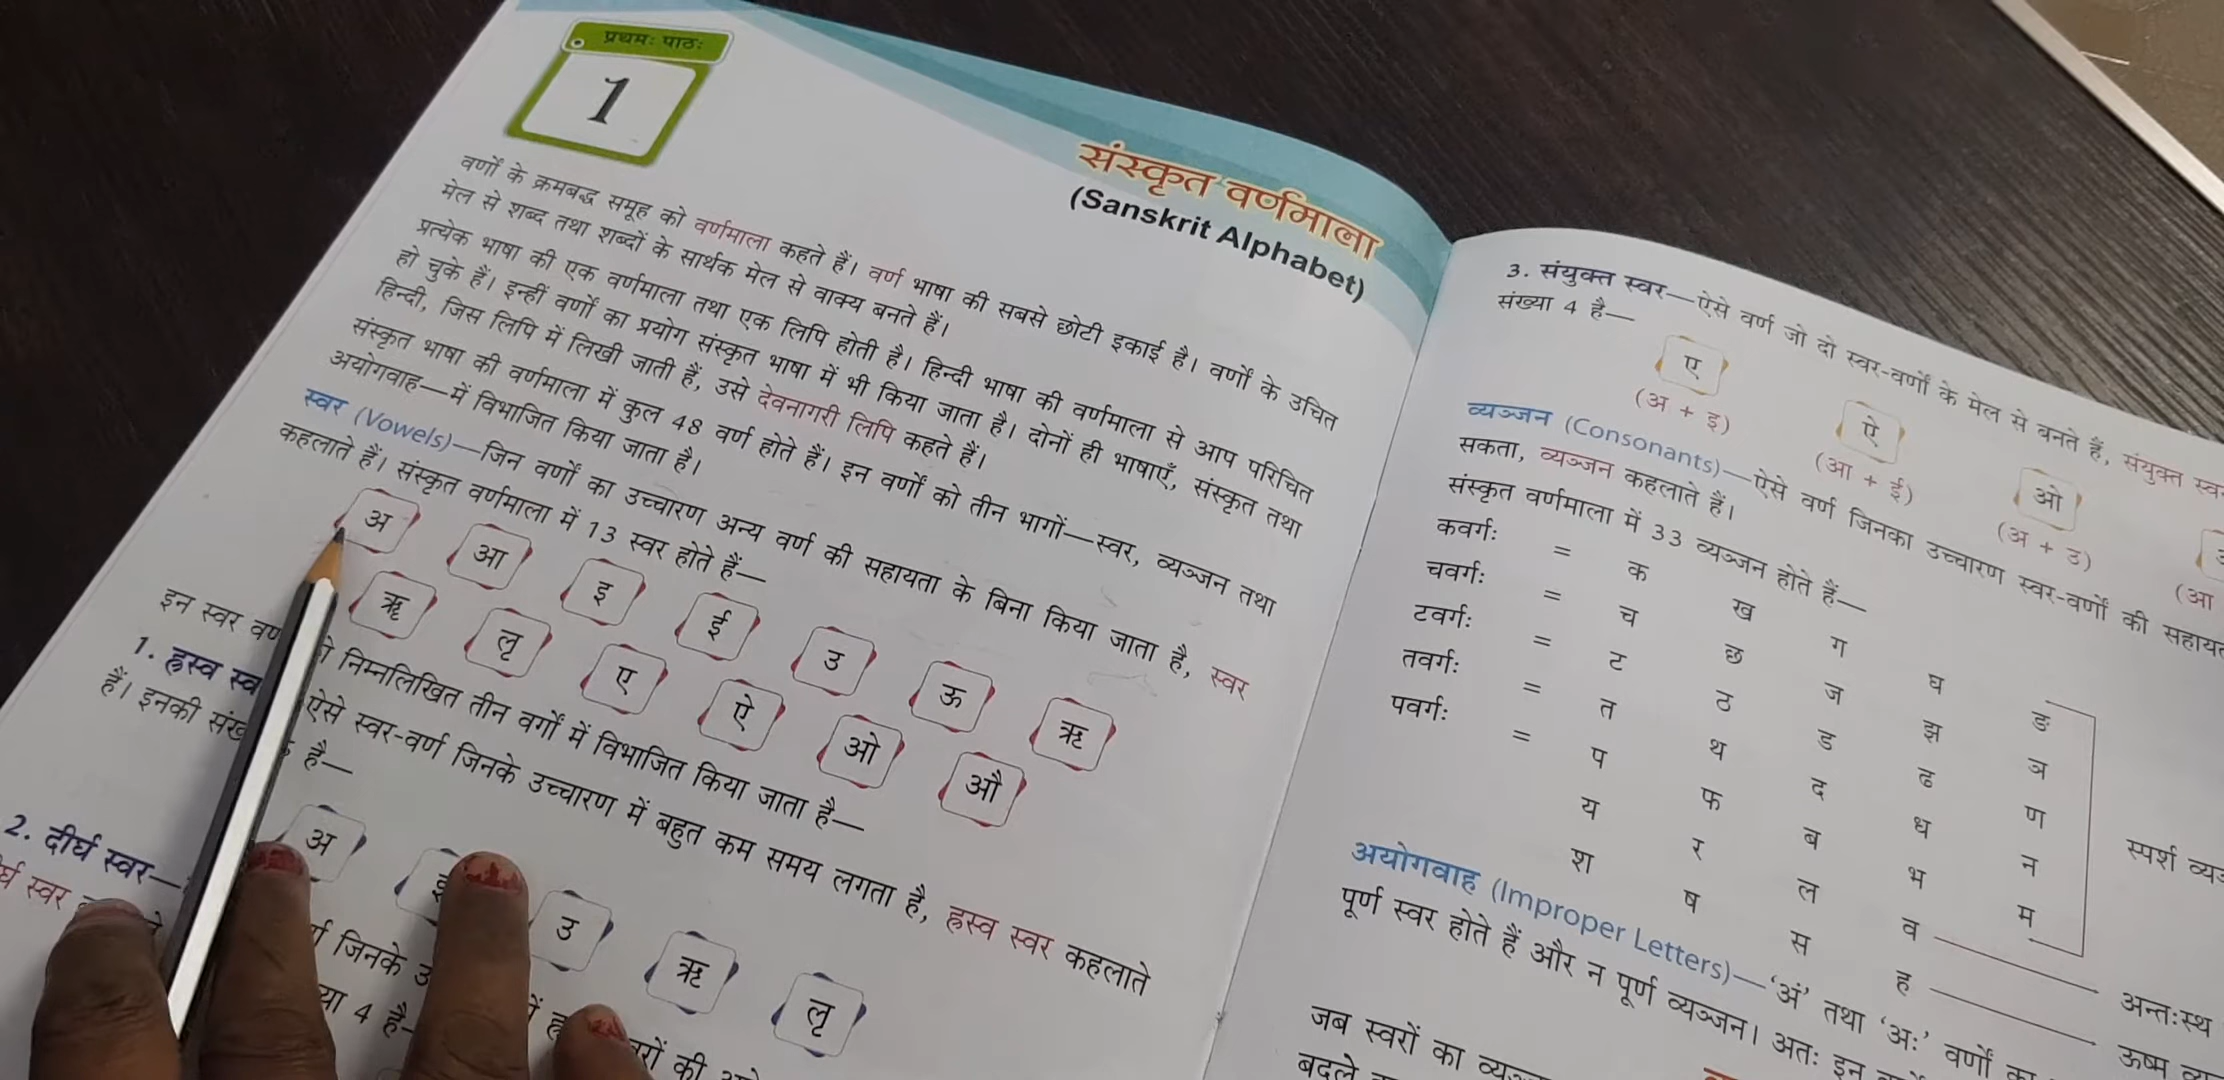 प्रथमः पाठः
1
संस्कृत वर्णमाला
(Sanskrit Alphabet)
वर्णों के क्रमबद्ध समूह को वर्णमाला कहते हैं। वर्ण भाषा की सबसे छोटी इकाई है। वर्णों के उचित
मेल से शब्द तथा शब्दों के सार्थक मेल से वाक्य बनते हैं।
प्रत्येक भाषा की एक वर्णमाला तथा एक लिपि होती है। हिन्दी भाषा की वर्णमाला से आप परिचित
हो चुके हैं। इन्हीं वर्णों का प्रयोग संस्कृत भाषा में भी किया जाता है। दोनों ही भाषाएँ, संस्कृत तथा
हिन्दी, जिस लिपि में लिखी जाती हैं, उसे देवनागरी लिपि कहते हैं।
संस्कृत भाषा की वर्णमाला में कुल 48 वर्ण होते हैं। इन वर्णों को तीन भागों—स्वर, व्यञ्जन तथा
अयोगवाह—में विभाजित किया जाता है।
स्वर (Vowels)—जिन वर्णों का उच्चारण अन्य वर्ण की सहायता के बिना किया जाता है, स्वर
कहलाते हैं। संस्कृत वर्णमाला में 13 स्वर होते हैं—
अ आ इ ई उ ऊ ऋ
ॠ लृ ए ऐ ओ औ
इन स्वर निम्नलिखित तीन वर्गों में विभाजित किया जाता है—
1. ह्रस्व ऐसे स्वर-वर्ण जिनके उच्चारण में बहुत कम समय लगता है, ह्रस्व स्वर कहलाते
हैं। इनकी है—
अ इ उ ऋ लृ
2. दीर्घ स्वर— जिनके
स्वर 4 है—
3. संयुक्त स्वर—ऐसे वर्ण जो दो स्वर-वर्णों के मेल से बनते हैं, संयुक्त
संख्या 4 है—
ए ऐ ओ
(अ + इ) (आ + ई) (अ + उ) (आ
व्यञ्जन (Consonants)—ऐसे वर्ण जिनका उच्चारण स्वर-वर्णों की
सकता, व्यञ्जन कहलाते हैं।
संस्कृत वर्णमाला में 33 व्यञ्जन होते हैं—
कवर्गः = क ख ग घ ङ
चवर्गः = च छ ज झ ञ
टवर्गः = ट ठ ड ढ ण
तवर्गः = त थ द ध न
पवर्गः = प फ ब भ म
स्पर्श
य र ल व अन्तःस्थ
श ष स ह ऊष्म
अयोगवाह (Improper Letters)—‘अं’ तथा ‘अः’ वर्णों
पूर्ण स्वर होते हैं और न पूर्ण व्यञ्जन। अतः इन
जब स्वरों का
बदले